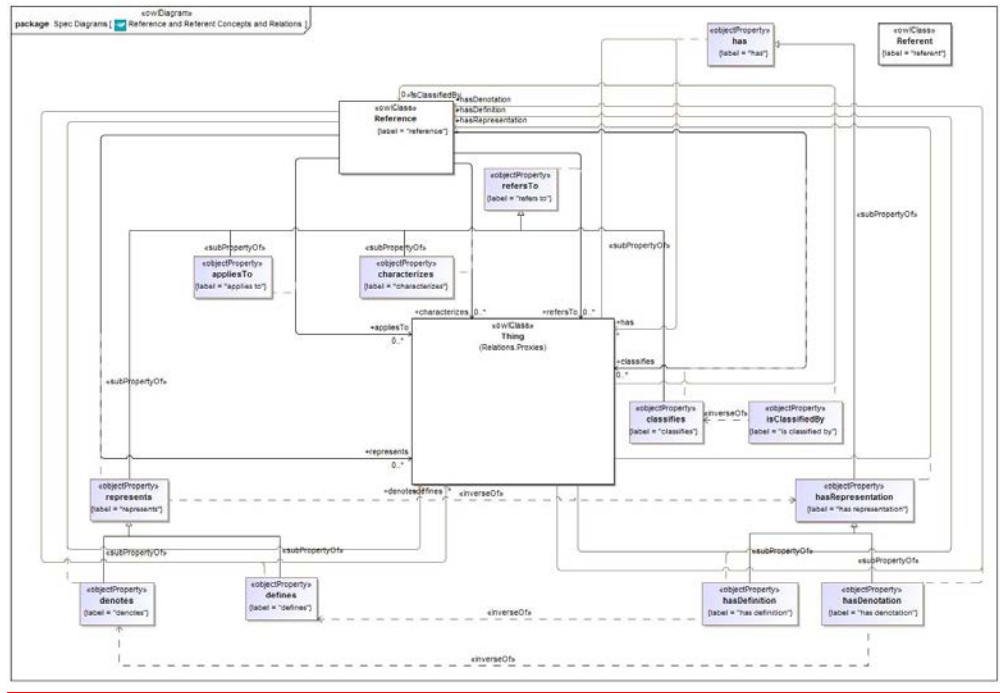 «owlDiagram»
package Spec Diagrams [ Reference and Referent Concepts and Relations ]
«objectProperty»
has
[label = "has"]
«owlClass»
Referent
[label = "referent"]
0..*
+isClassifiedBy
+hasDenotation
+hasDefinition
+hasRepresentation
«owlClass»
Reference
[label = "reference"]
«objectProperty»
refersTo
[label = "refers to"]
«subPropertyOf»
«subPropertyOf»
«subPropertyOf»
«subPropertyOf»
«objectProperty»
appliesTo
[label = "applies to"]
«objectProperty»
characterizes
[label = "characterizes"]
+characterizes 0..*
+refersTo 0..*
+appliesTo
0..*
+has
*
«owlClass»
Thing
(Relations.Proxies)
+classifies
0..*
«subPropertyOf»
«objectProperty»
classifies
[label = "classifies"]
«inverseOf»
«objectProperty»
isClassifiedBy
[label = "is classified by"]
+represents
0..*
+denotes
+defines
*
«inverseOf»
«objectProperty»
represents
[label = "represents"]
«objectProperty»
hasRepresentation
[label = "has representation"]
«subPropertyOf»
«subPropertyOf»
«subPropertyOf»
«subPropertyOf»
«objectProperty»
denotes
[label = "denotes"]
«objectProperty»
defines
[label = "defines"]
«inverseOf»
«objectProperty»
hasDefinition
[label = "has definition"]
«objectProperty»
hasDenotation
[label = "has denotation"]
«inverseOf»